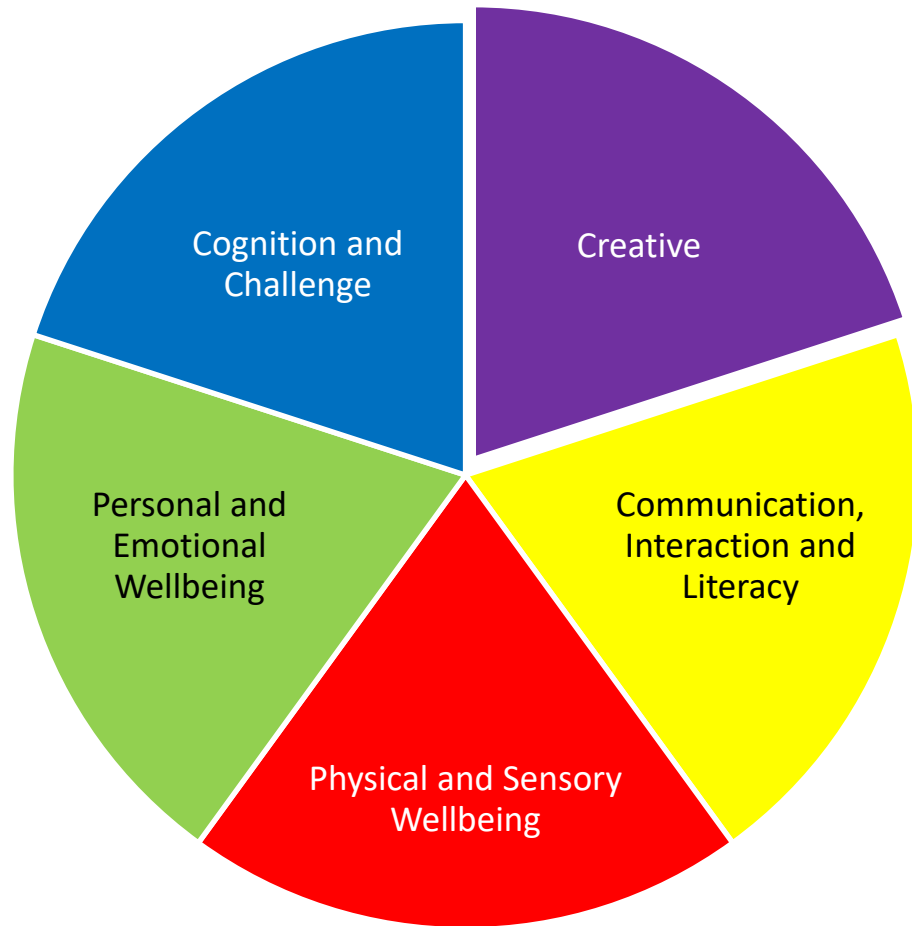 Cognition and
Challenge
Creative
Personal and
Emotional
Wellbeing
Communication,
Interaction and
Literacy
Physical and Sensory
Wellbeing